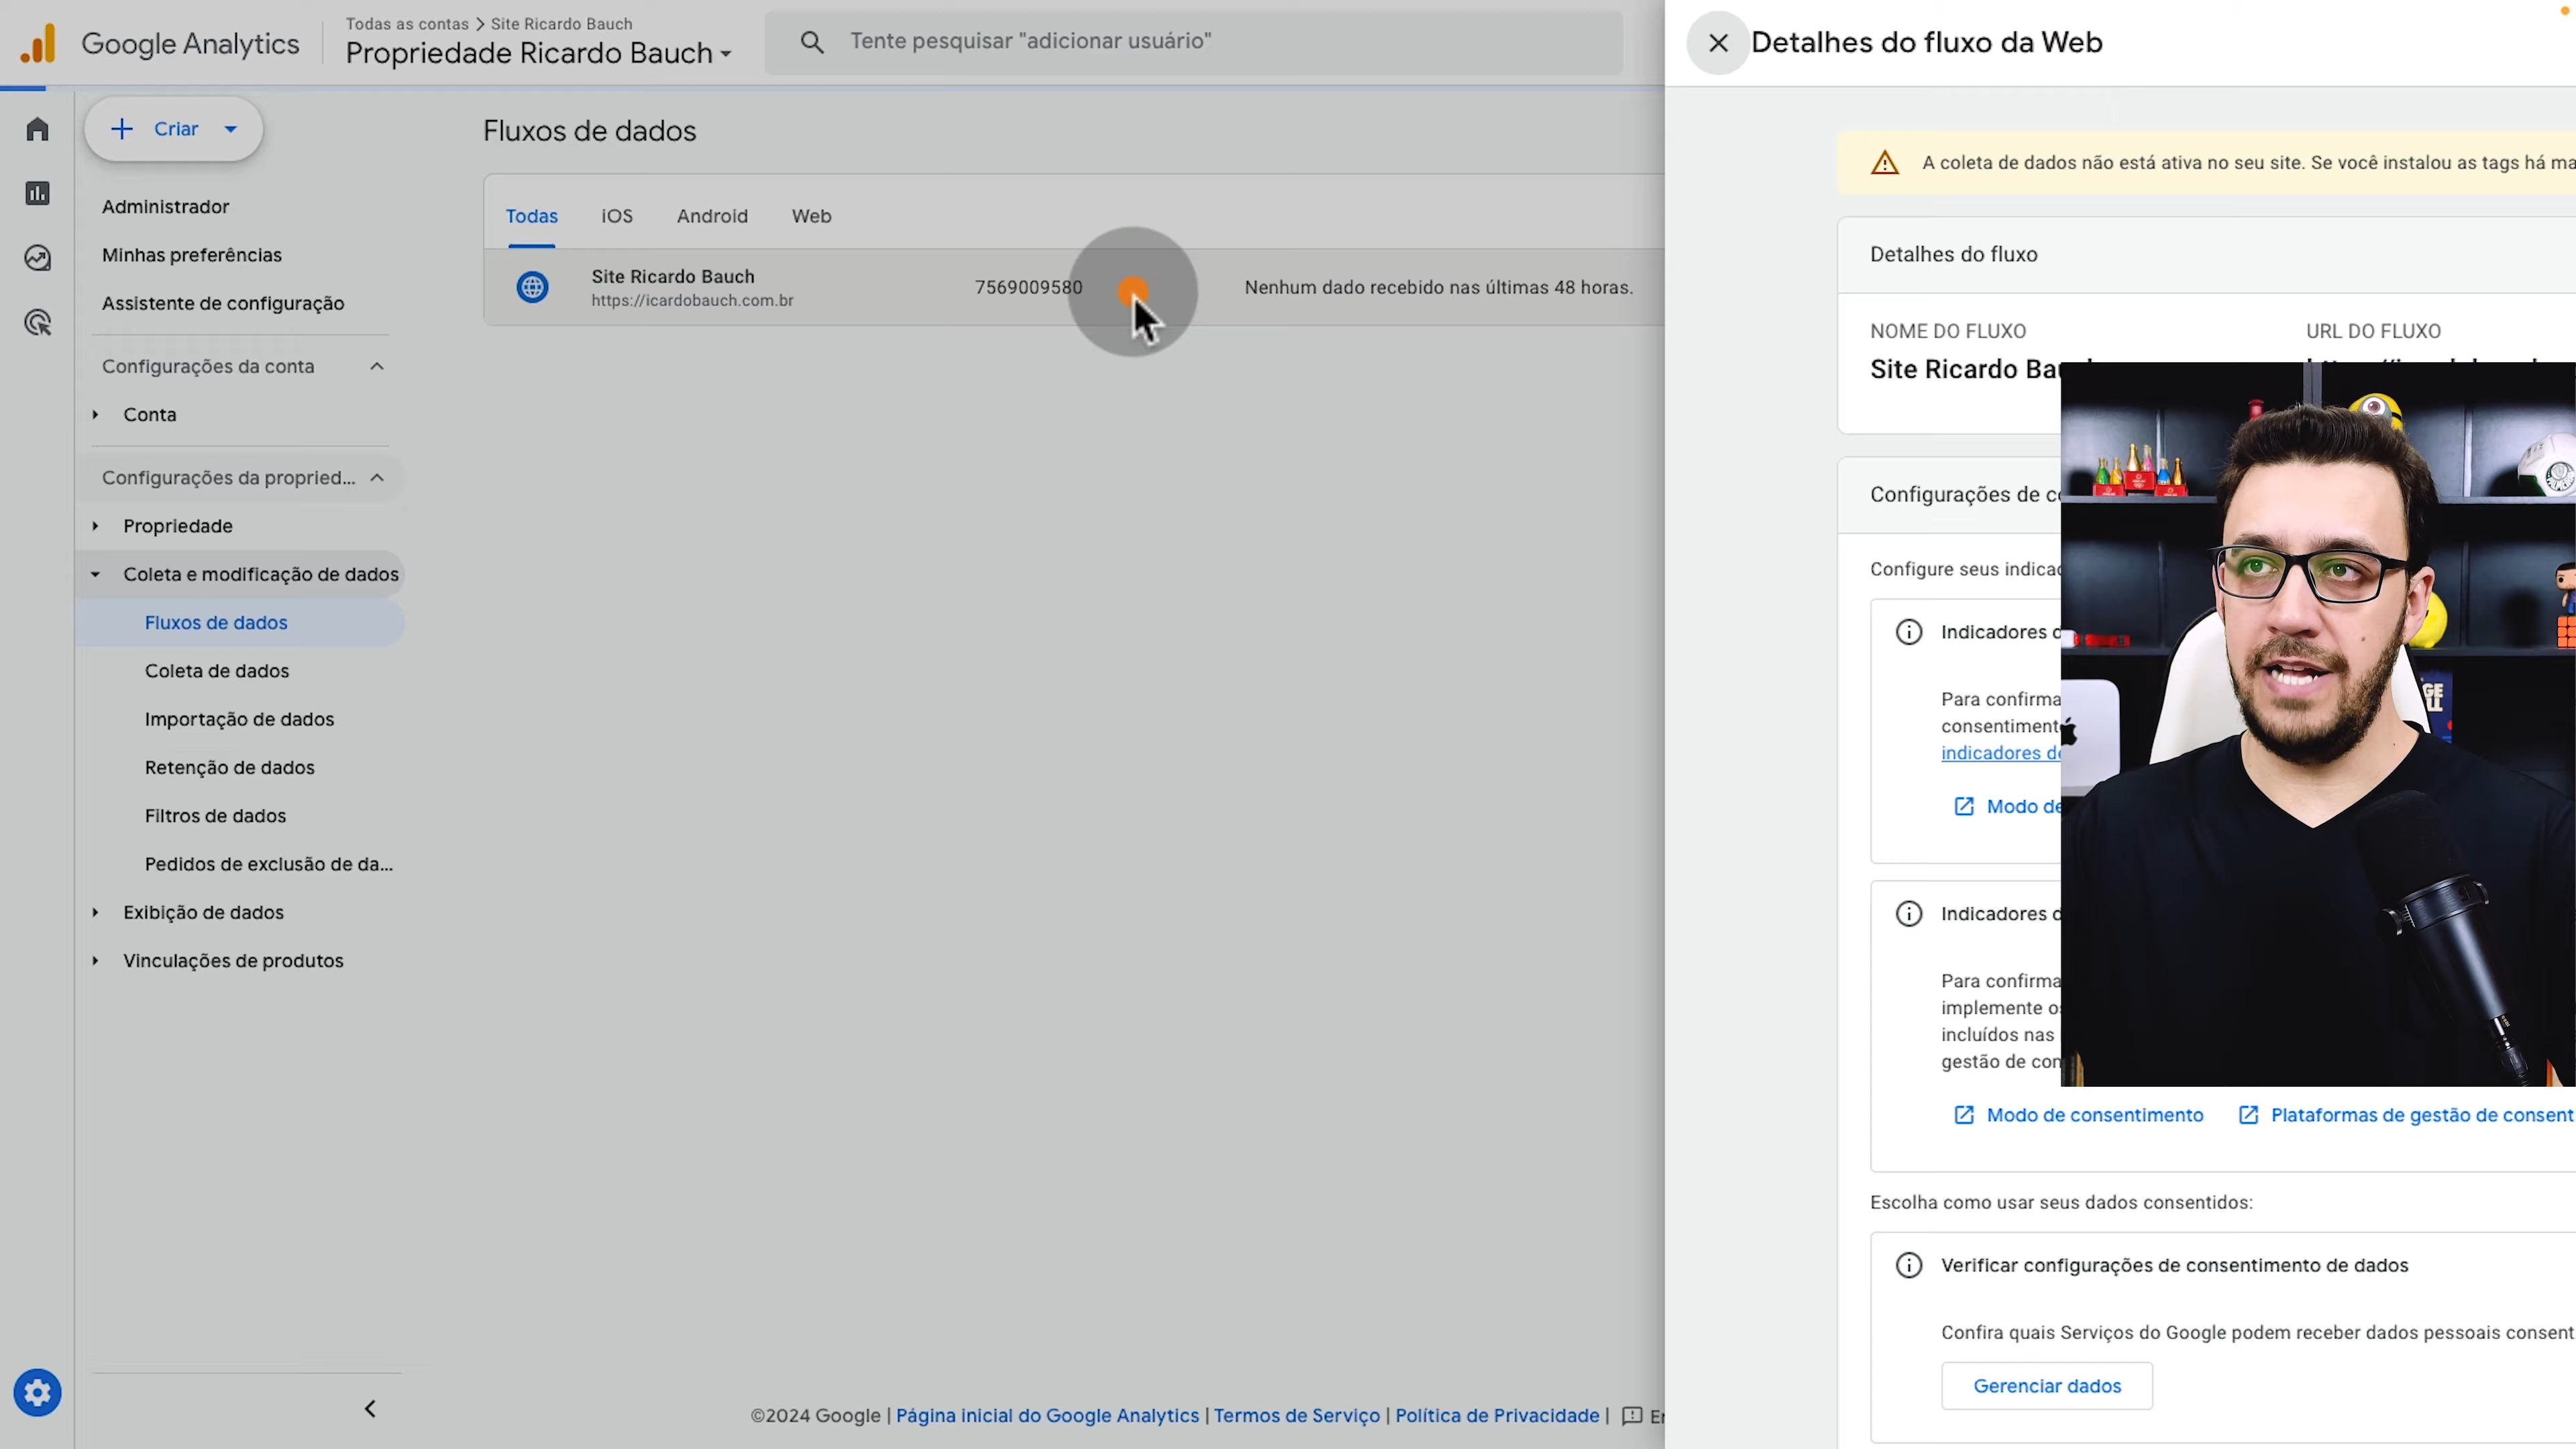 Google Analytics
Todas as contas > Site Ricardo Bauch
Propriedade Ricardo Bauch
Tente pesquisar "adicionar usuário"
Detalhes do fluxo da Web
Criar
Administrador
Minhas preferências
Assistente de configuração
Configurações da conta
Conta
Configurações da propried...
Propriedade
Coleta e modificação de dados
Fluxos de dados
Coleta de dados
Importação de dados
Retenção de dados
Filtros de dados
Pedidos de exclusão de da...
Exibição de dados
Vinculações de produtos
Fluxos de dados
Todas iOS Android Web
Site Ricardo Bauch
https://icardobauch.com.br
7569009580
Nenhum dado recebido nas últimas 48 horas.
©2024 Google | Página inicial do Google Analytics | Termos de Serviço | Política de Privacidade |
A coleta de dados não está ativa no seu site. Se você instalou as tags há
Detalhes do fluxo
NOME DO FLUXO URL DO FLUXO
Site Ricardo
Configurações de
Configure seus
Indicadores
Para
indicadores
Modo de
Indicadores
Para
implemente
incluídos nas
gestão de
Modo de consentimento Plataformas de gestão de consent
Escolha como usar seus dados consentidos:
Verificar configurações de consentimento de dados
Confira quais Serviços do Google podem receber dados pessoais consent
Gerenciar dados